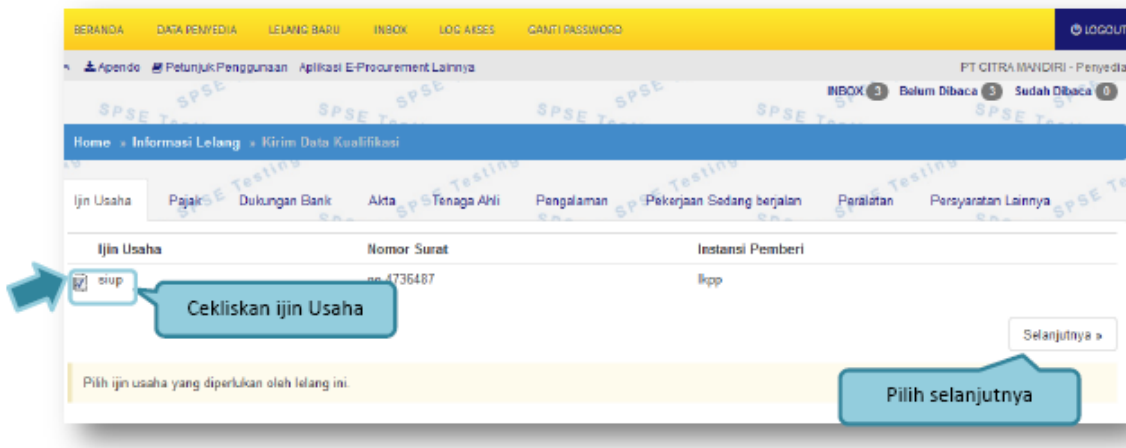 BERANDA DATA PENYEDIA LELANG BARU INBOX LOG AKSES GANTI PASSWORD LOGOUT
Apendo Petunjuk Penggunaan Aplikasi E-Procurement Lainnya PT CITRA MANDIRI - Penyedia
INBOX 3 Belum Dibaca 3 Sudah Dibaca 0
Home » Informasi Lelang » Kirim Data Kualifikasi
Ijin Usaha Pajak Dukungan Bank Akta Tenaga Ahli Pengalaman Pekerjaan Sedang berjalan Peralatan Persyaratan Lainnya
Ijin Usaha Nomor Surat Instansi Pemberi
siup 4736487 lkpp
Cekliskan ijin Usaha
Selanjutnya »
Pilih ijin usaha yang diperlukan oleh lelang ini.
Pilih selanjutnya